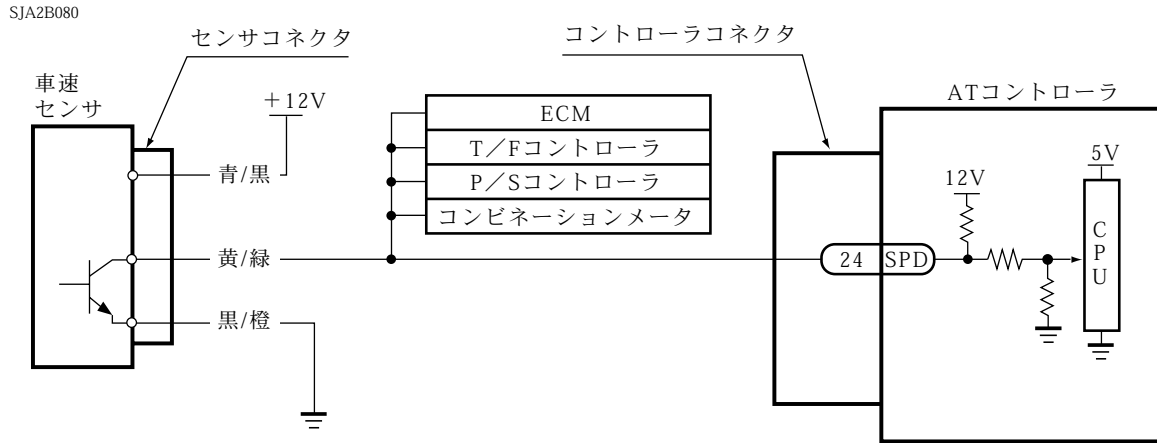 SJA2B080
センサコネクタ
コントローラコネクタ
車速
センサ
+12V
ATコントローラ
ECM
T/Fコントローラ
P/Sコントローラ
コンビネーションメータ
青/黒
黄/緑
黒/橙
24
SPD
12V
5V
CPU